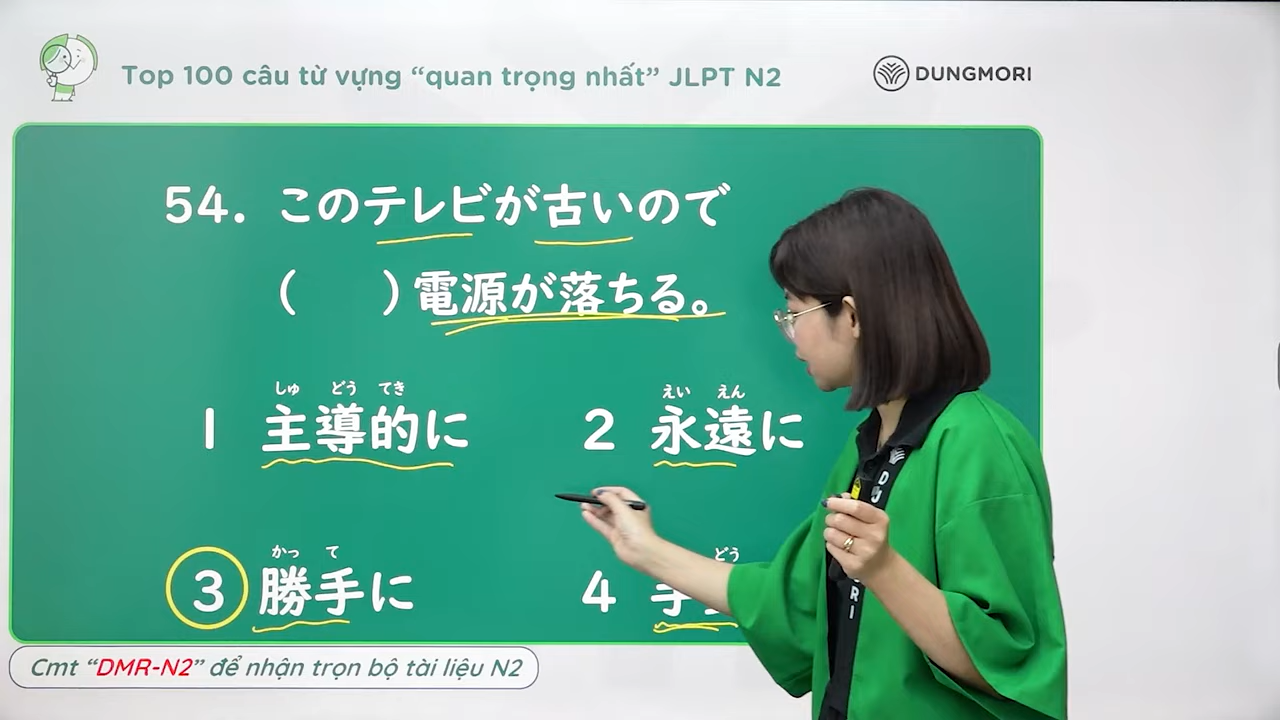 Top 100 câu từ vựng “quan trọng nhất” JLPT N2
DUNGMORI
54. このテレビが古いので
( ) 電源が落ちる。
しゅ どう てき
1 主導的に
えい えん
2 永遠に
かっ て
3 勝手に
どう
4 手
Cmt “DMR-N2” để nhận trọn bộ tài liệu N2